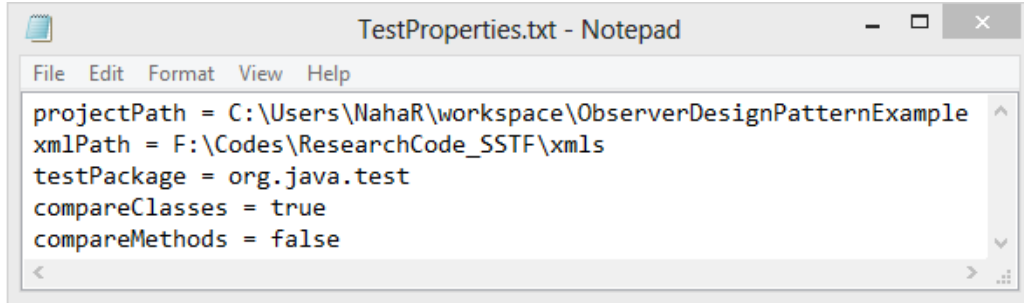 TestProperties.txt - Notepad
File Edit Format View Help
projectPath = C:\Users\NahaR\workspace\ObserverDesignPatternExample
xmlPath = F:\Codes\ResearchCode_SSTF\xmls
testPackage = org.java.test
compareClasses = true
compareMethods = false